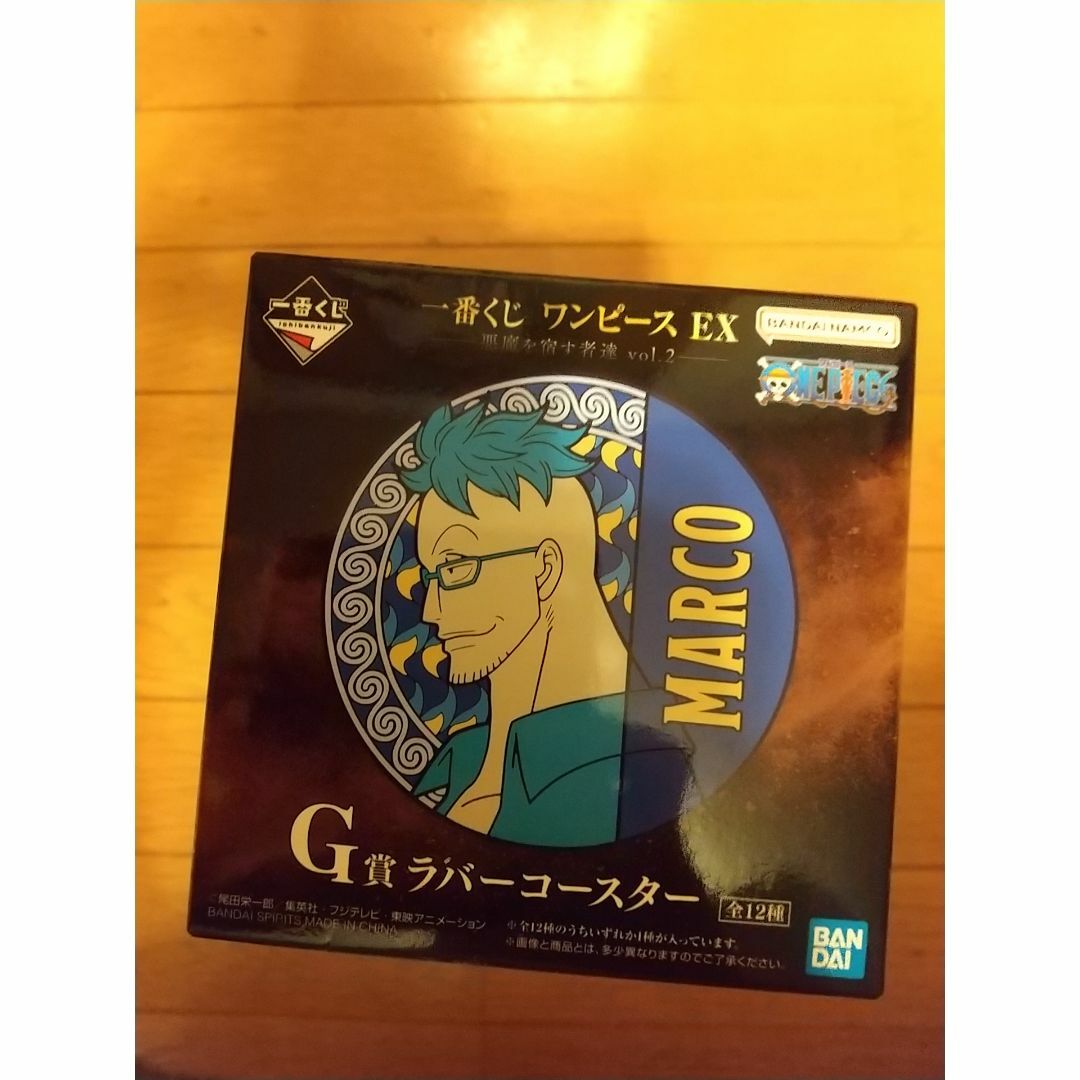 一番くじ
Ichibankuji
一番くじ ワンピース EX
悪魔を宿す者達 vol.2
BANDAI NAMCO
ONE PIECE
MARCO
G賞 ラバーコースター
全12種
©尾田栄一郎／集英社・フジテレビ・東映アニメーション
BANDAI SPIRITS MADE IN CHINA
※全12種のうちいずれか1種が入っています。
※画像と商品とは、多少異なりますのでご了承ください。
BAN
DAI